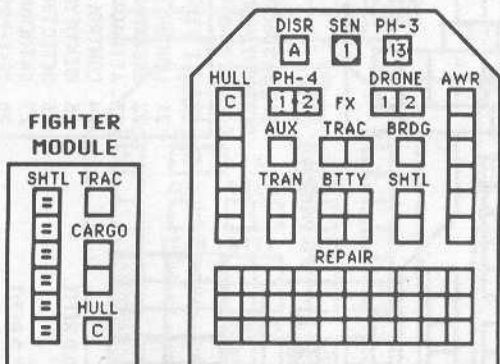 DISR SEN PH-3
A 1 13
HULL PH-4 DRONE AWR
C 1 2 FX 1 2
AUX TRAC BRDG
TRAN BTTY SHTL
REPAIR
FIGHTER
MODULE
SHTL TRAC
=
=
CARGO
=
=
=
HULL
= C